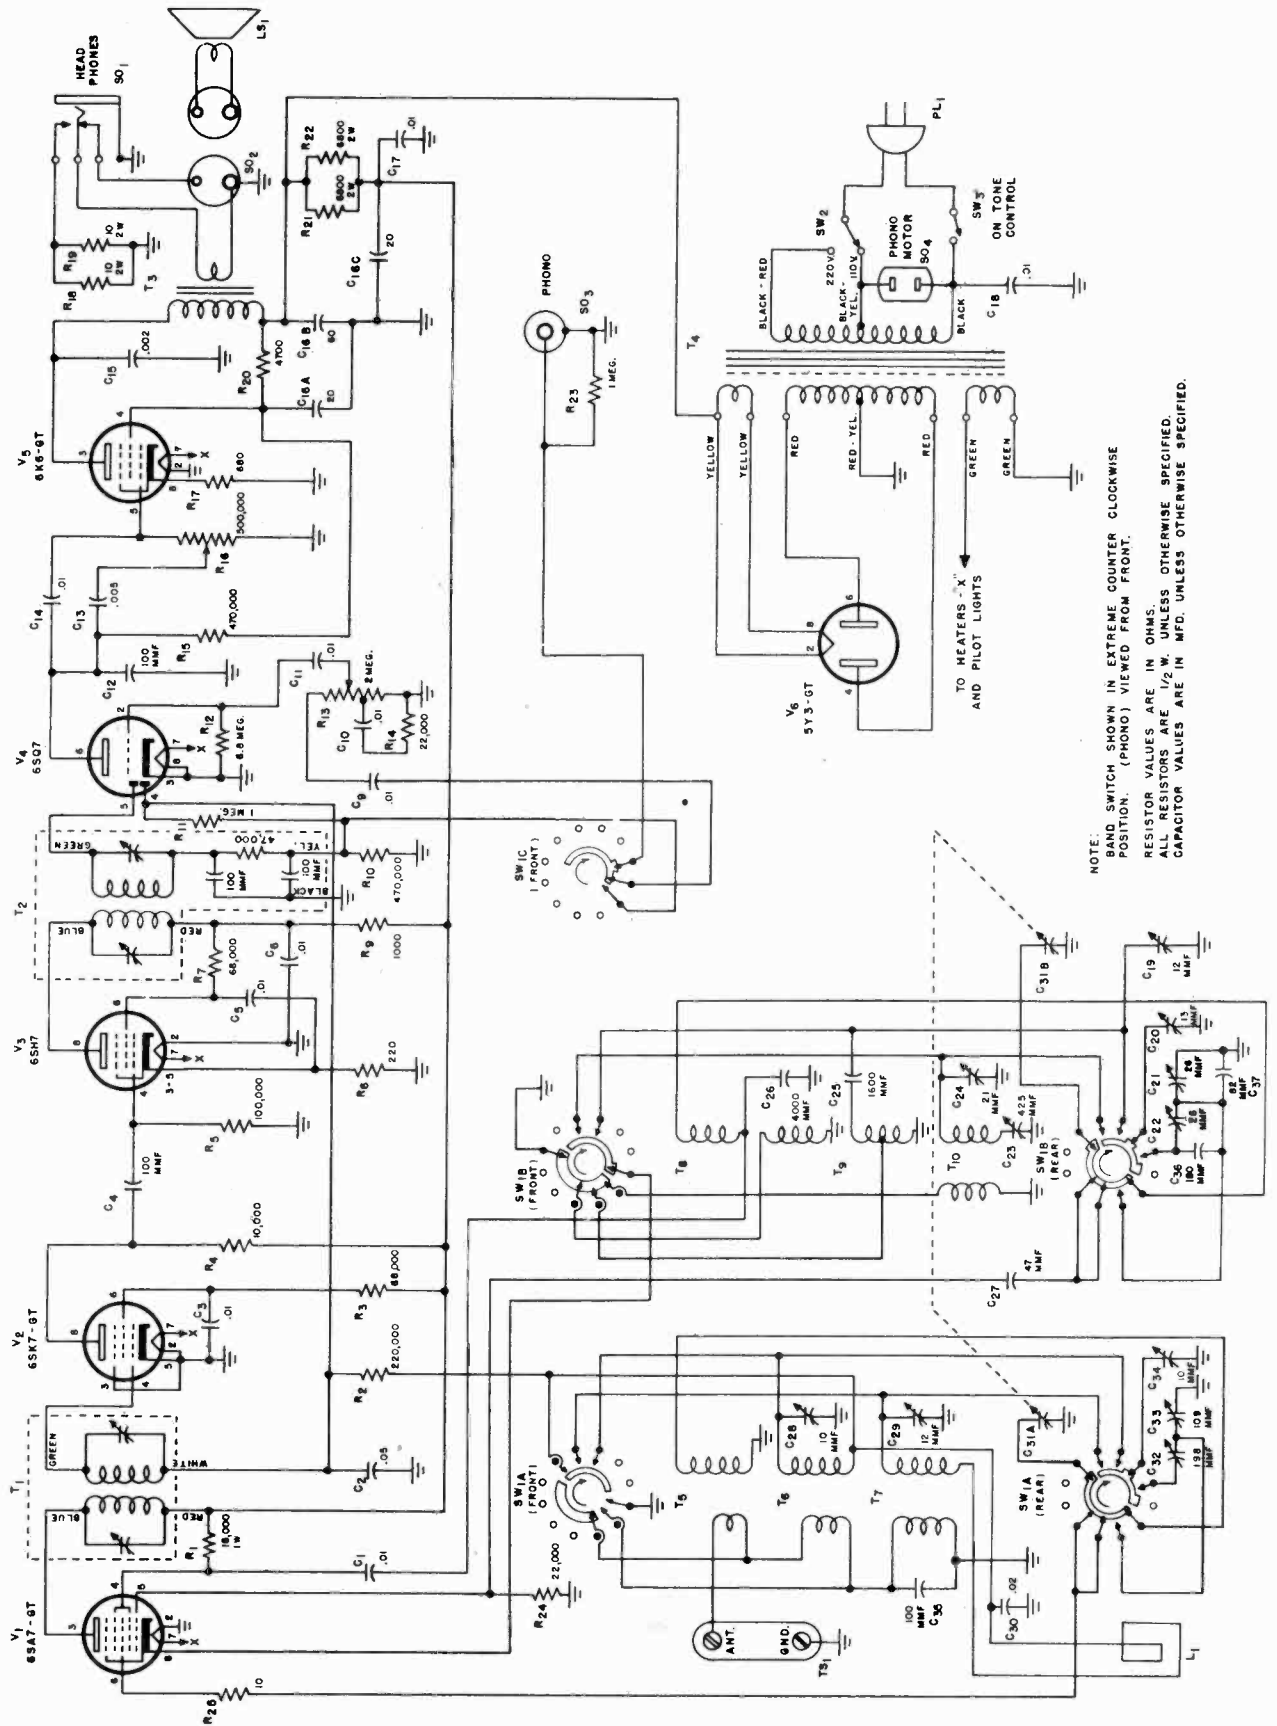 V1
6SA7-GT
T1
V2
6SK7-GT
V3
6SH7
T2
V4
6SQ7
V5
6K6-GT
HEAD
PHONES
SO1
LS1
BLUE
GREEN
RED
WHITE
R1
18,000
1W
C1
.01
R25
10
R24
22,000
C2
.05
R2
220,000
R3
68,000
C3
.01
R4
10,000
C4
100
MMF
R5
100,000
R6
220
C5
.01
R7
68,000
C6
.01
R9
1000
BLUE
RED
GREEN
YEL.
BLACK
47,000
100
MMF
100
MMF
R10
470,000
R11
1 MEG.
R12
6.8 MEG.
C9
.01
C10
.01
R13
2 MEG.
R14
22,000
C11
.01
C12
100
MMF
C13
.005
C14
.01
R15
470,000
R16
500,000
R17
680
C15
.002
R20
4700
C16A
20
C16B
60
C16C
20
T3
R18
10
2W
R19
10
2W
SO2
R21
6800
2W
R22
6800
2W
C17
.01
PHONO
SO3
R23
1 MEG.
SW1C
(FRONT)
T4
YELLOW
YELLOW
RED
RED-YEL.
RED
GREEN
GREEN
BLACK-RED
220V.
BLACK-
YEL.
110V.
BLACK
SW2
PHONO
MOTOR
SO4
SW3
ON TONE
CONTROL
PL1
C18
.01
V6
5Y3-GT
TO HEATERS-"X"
AND PILOT LIGHTS
SW1A
(FRONT)
T5
T6
T7
C28
10
MMF
C29
12
MMF
C30
.02
100
MMF
C35
ANT.
GND.
TS1
L1
C31A
SW1A
(REAR)
C32
198
MMF
C33
109
MMF
C34
10
MMF
SW1B
(FRONT)
T8
T9
T10
C26
4000
MMF
C25
1600
MMF
C24
21
MMF
C23
425
MMF
C27
47
MMF
SW1B
(REAR)
C36
180
MMF
C22
26
MMF
C21
26
MMF
C20
13
MMF
82
MMF
C37
C31B
C19
12
MMF
NOTE:
BAND SWITCH SHOWN IN EXTREME COUNTER CLOCKWISE
POSITION. (PHONO) VIEWED FROM FRONT.
RESISTOR VALUES ARE IN OHMS.
ALL RESISTORS ARE 1/2 W. UNLESS OTHERWISE SPECIFIED.
CAPACITOR VALUES ARE IN MFD. UNLESS OTHERWISE SPECIFIED.